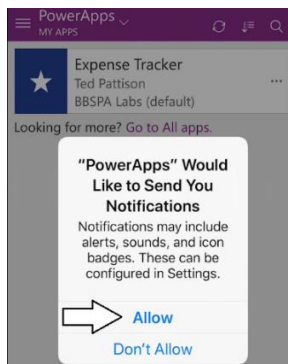 PowerApps
MY APPS
Expense Tracker
Ted Pattison
BBSPA Labs (default)
Looking for more? Go to All apps.
"PowerApps" Would
Like to Send You
Notifications
Notifications may include
alerts, sounds, and icon
badges. These can be
configured in Settings.
Allow
Don't Allow